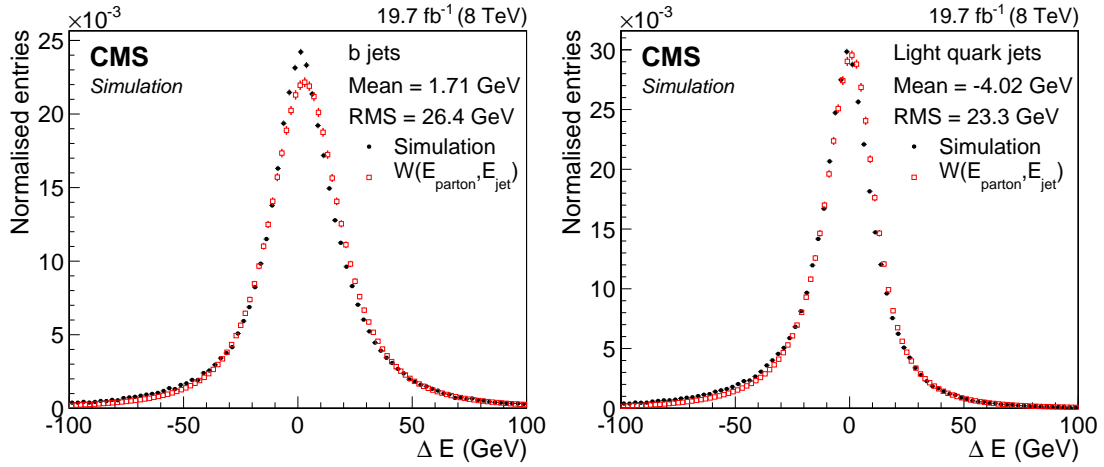 ×10⁻³
19.7 fb⁻¹ (8 TeV)
CMS
Simulation
b jets
Mean = 1.71 GeV
RMS = 26.4 GeV
Simulation
W(E_parton,E_jet)
Normalised entries
25
20
15
10
5
0
-100 -50 0 50 100
Δ E (GeV)
×10⁻³
19.7 fb⁻¹ (8 TeV)
CMS
Simulation
Light quark jets
Mean = -4.02 GeV
RMS = 23.3 GeV
Simulation
W(E_parton,E_jet)
Normalised entries
30
25
20
15
10
5
0
-100 -50 0 50 100
Δ E (GeV)